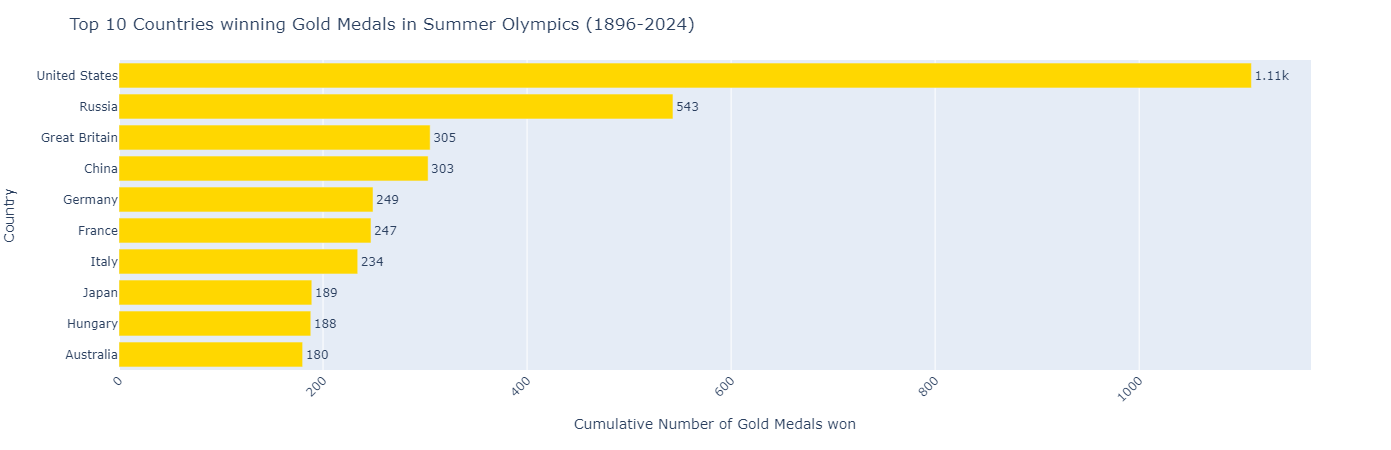 Top 10 Countries winning Gold Medals in Summer Olympics (1896-2024)
Country
United States 1.11k
Russia 543
Great Britain 305
China 303
Germany 249
France 247
Italy 234
Japan 189
Hungary 188
Australia 180
0 200 400 600 800 1000
Cumulative Number of Gold Medals won